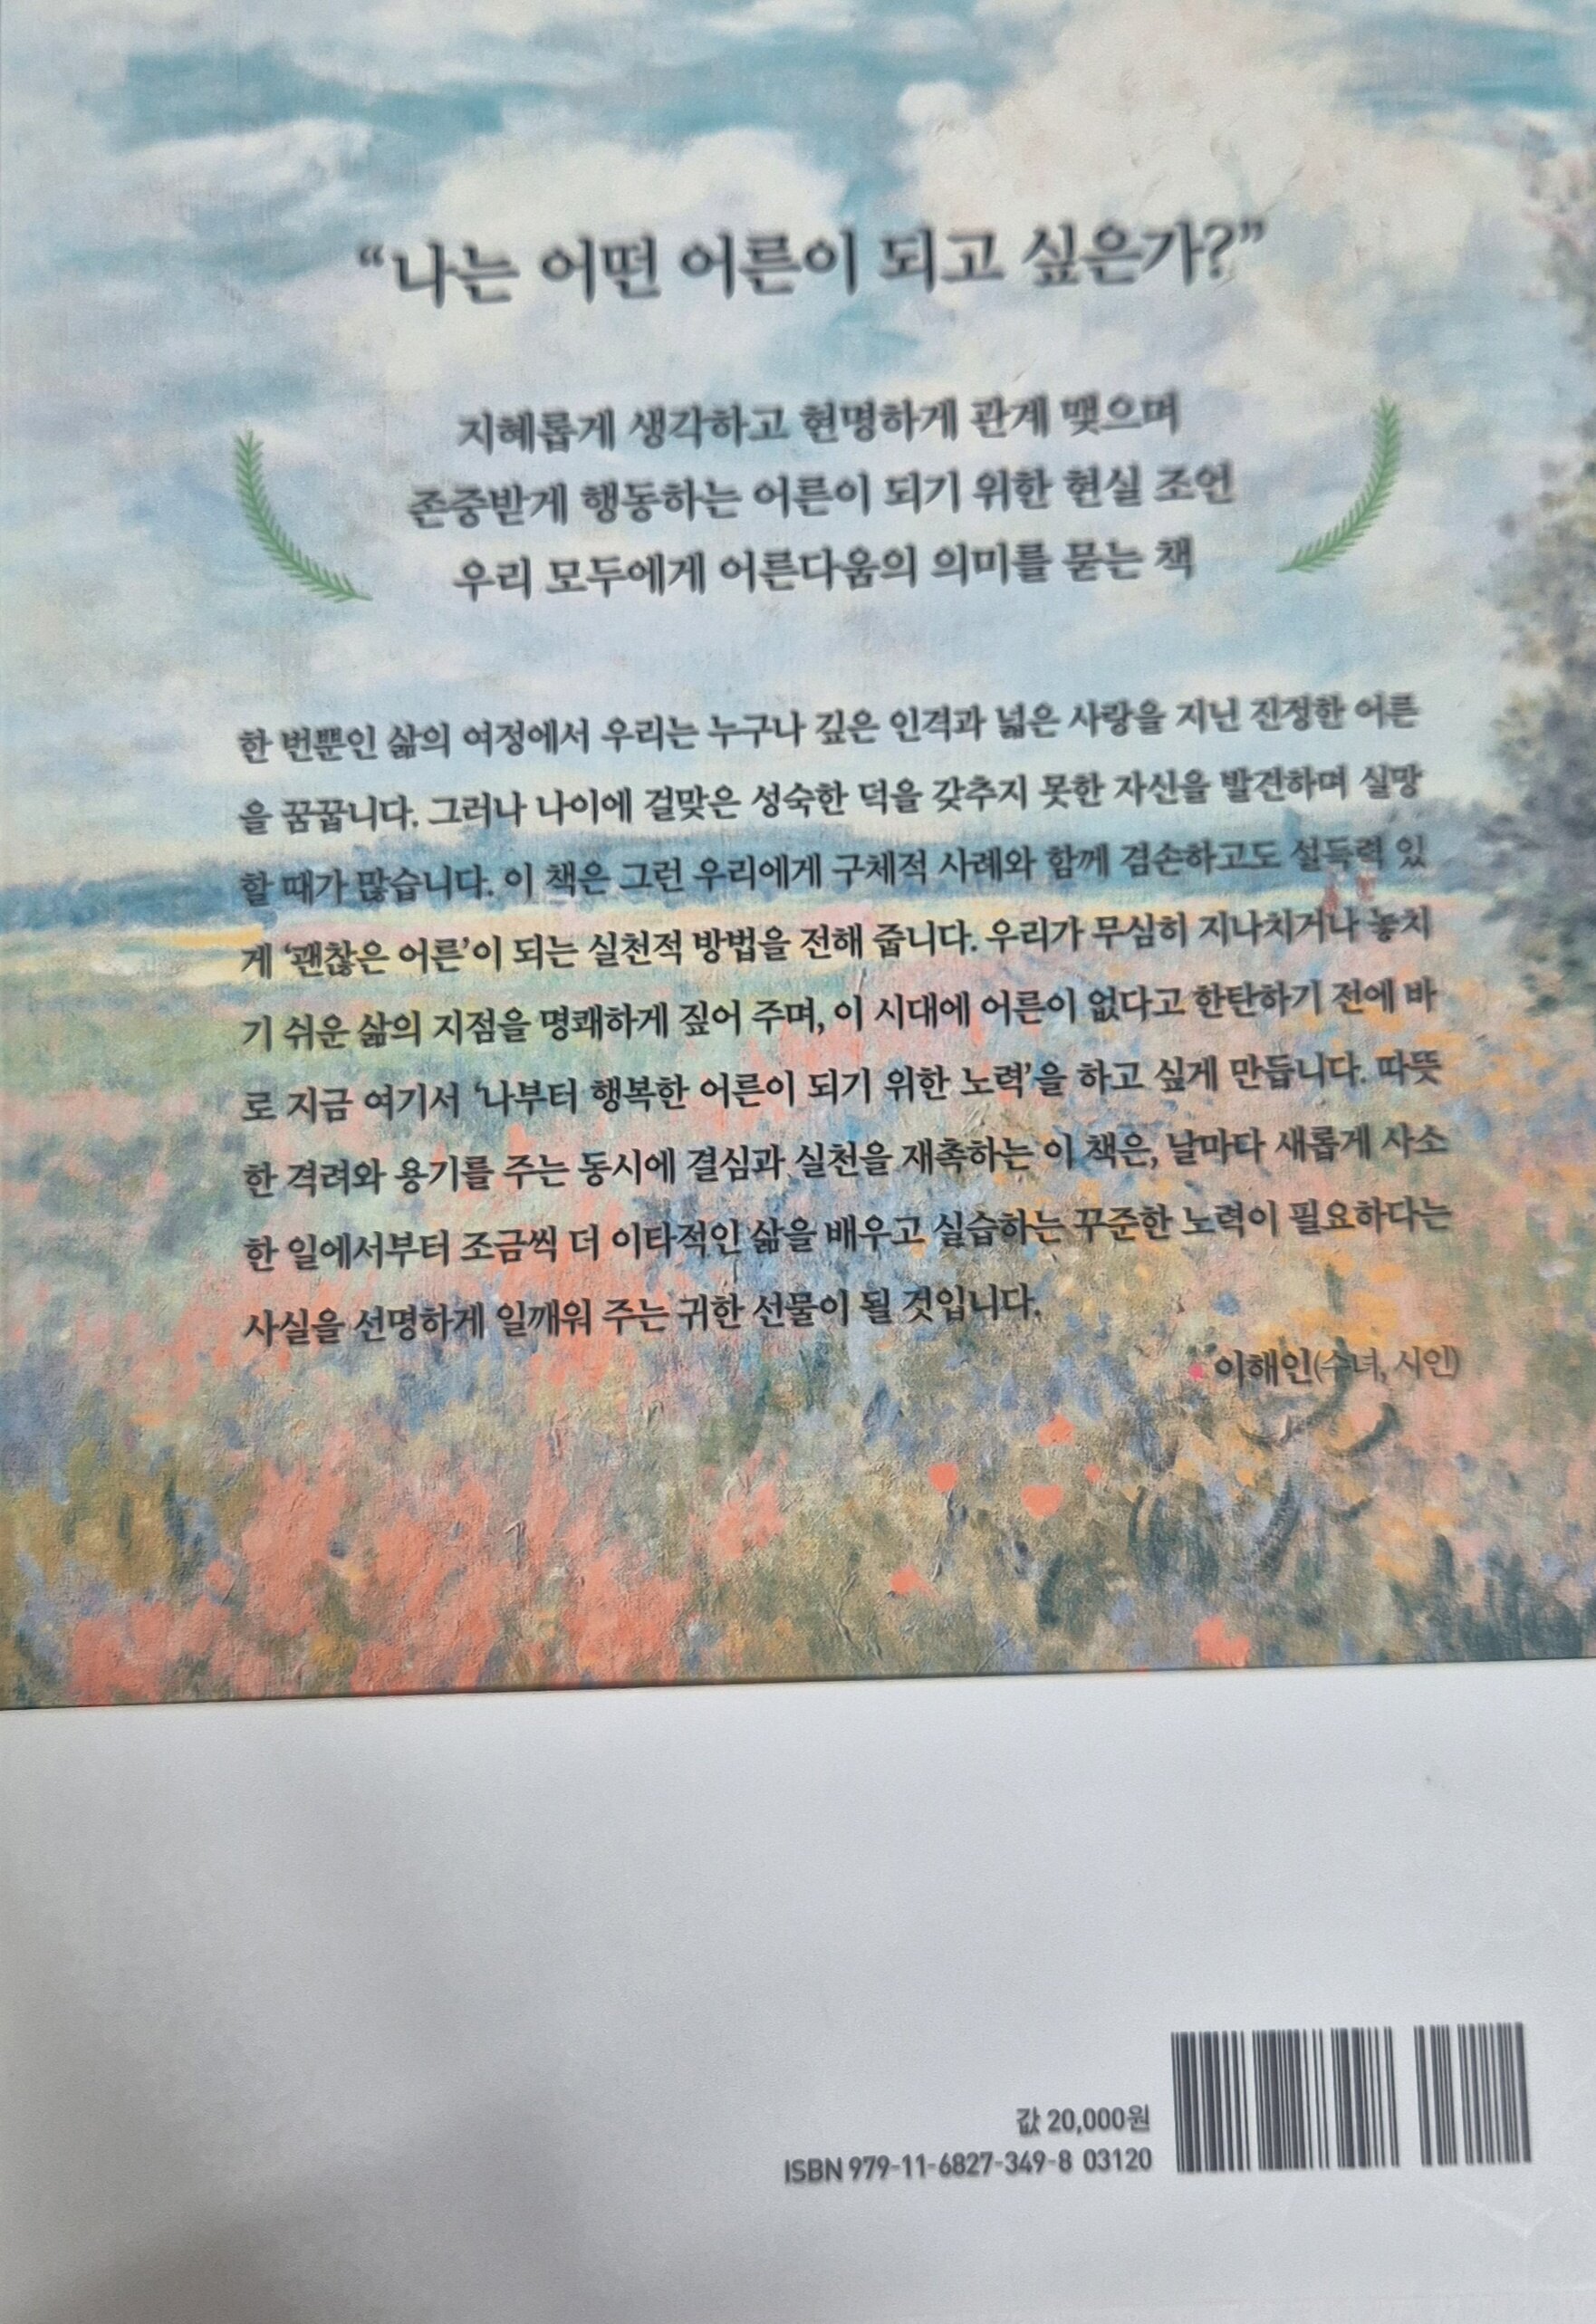 “나는 어떤 어른이 되고 싶은가?”
지혜롭게 생각하고 현명하게 관계 맺으며
존중받게 행동하는 어른이 되기 위한 현실 조언
우리 모두에게 어른다움의 의미를 묻는 책
한 번뿐인 삶의 여정에서 우리는 누구나 깊은 인격과 넓은 사랑을 지닌 진정한 어른
을 꿈꿉니다. 그러나 나이에 걸맞은 성숙한 덕을 갖추지 못한 자신을 발견하며 실망
할 때가 많습니다. 이 책은 그런 우리에게 구체적 사례와 함께 겸손하고도 설득력 있
게 ‘괜찮은 어른’이 되는 실천적 방법을 전해 줍니다. 우리가 무심히 지나치거나 놓치
기 쉬운 삶의 지점을 명쾌하게 짚어 주며, 이 시대에 어른이 없다고 한탄하기 전에 바
로 지금 여기서 ‘나부터 행복한 어른이 되기 위한 노력’을 하고 싶게 만듭니다. 따뜻
한 격려와 용기를 주는 동시에 결심과 실천을 재촉하는 이 책은, 날마다 새롭게 사소
한 일에서부터 조금씩 더 이타적인 삶을 배우고 실습하는 꾸준한 노력이 필요하다는
사실을 선명하게 일깨워 주는 귀한 선물이 될 것입니다.
이해인(수녀, 시인)
값 20,000원
ISBN 979-11-6827-349-8 03120